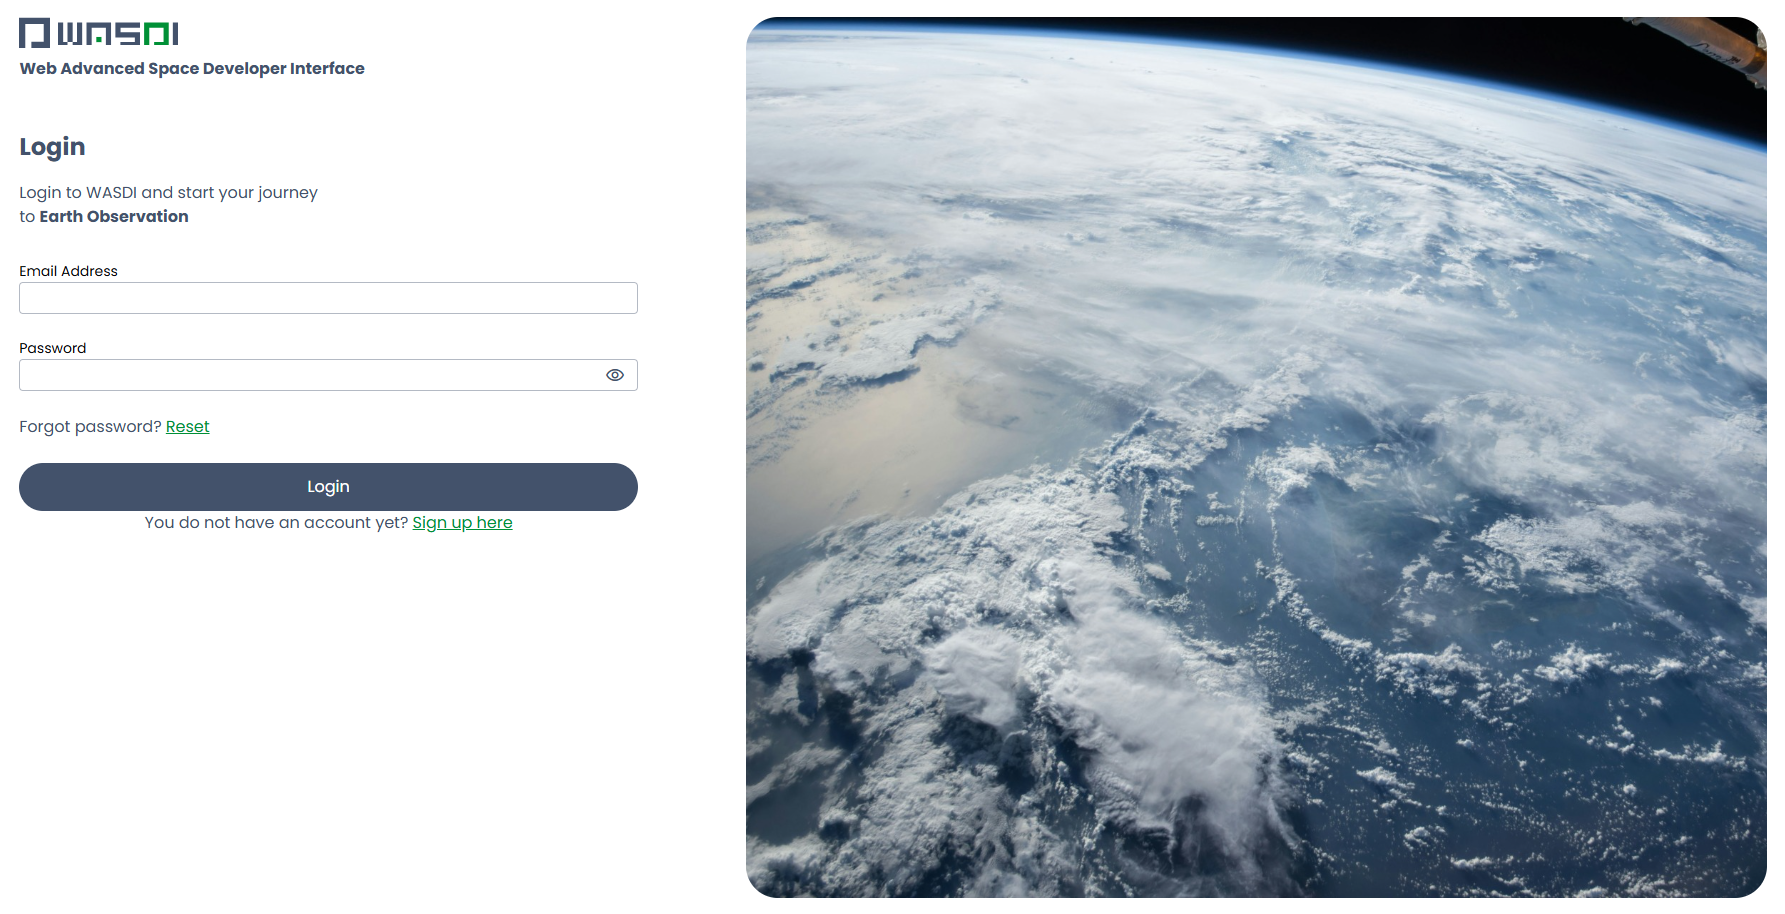 WASDI
Web Advanced Space Developer Interface
Login
Login to WASDI and start your journey
to Earth Observation
Email Address
Password
Forgot password? Reset
Login
You do not have an account yet? Sign up here